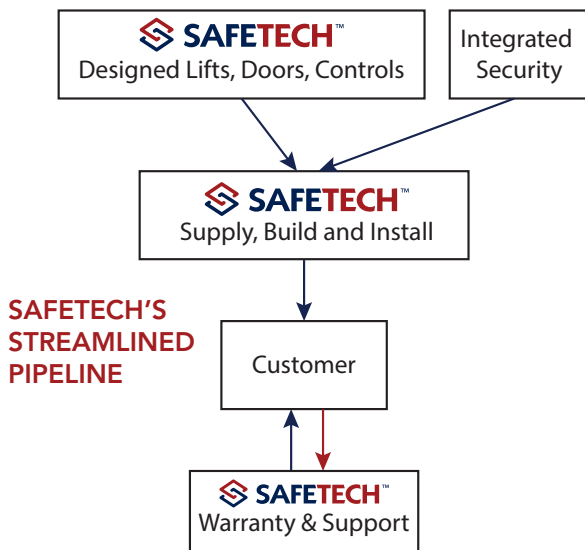 SAFETECH™
Designed Lifts, Doors, Controls
Integrated
Security
SAFETECH™
Supply, Build and Install
SAFETECH'S
STREAMLINED
PIPELINE
Customer
SAFETECH™
Warranty & Support